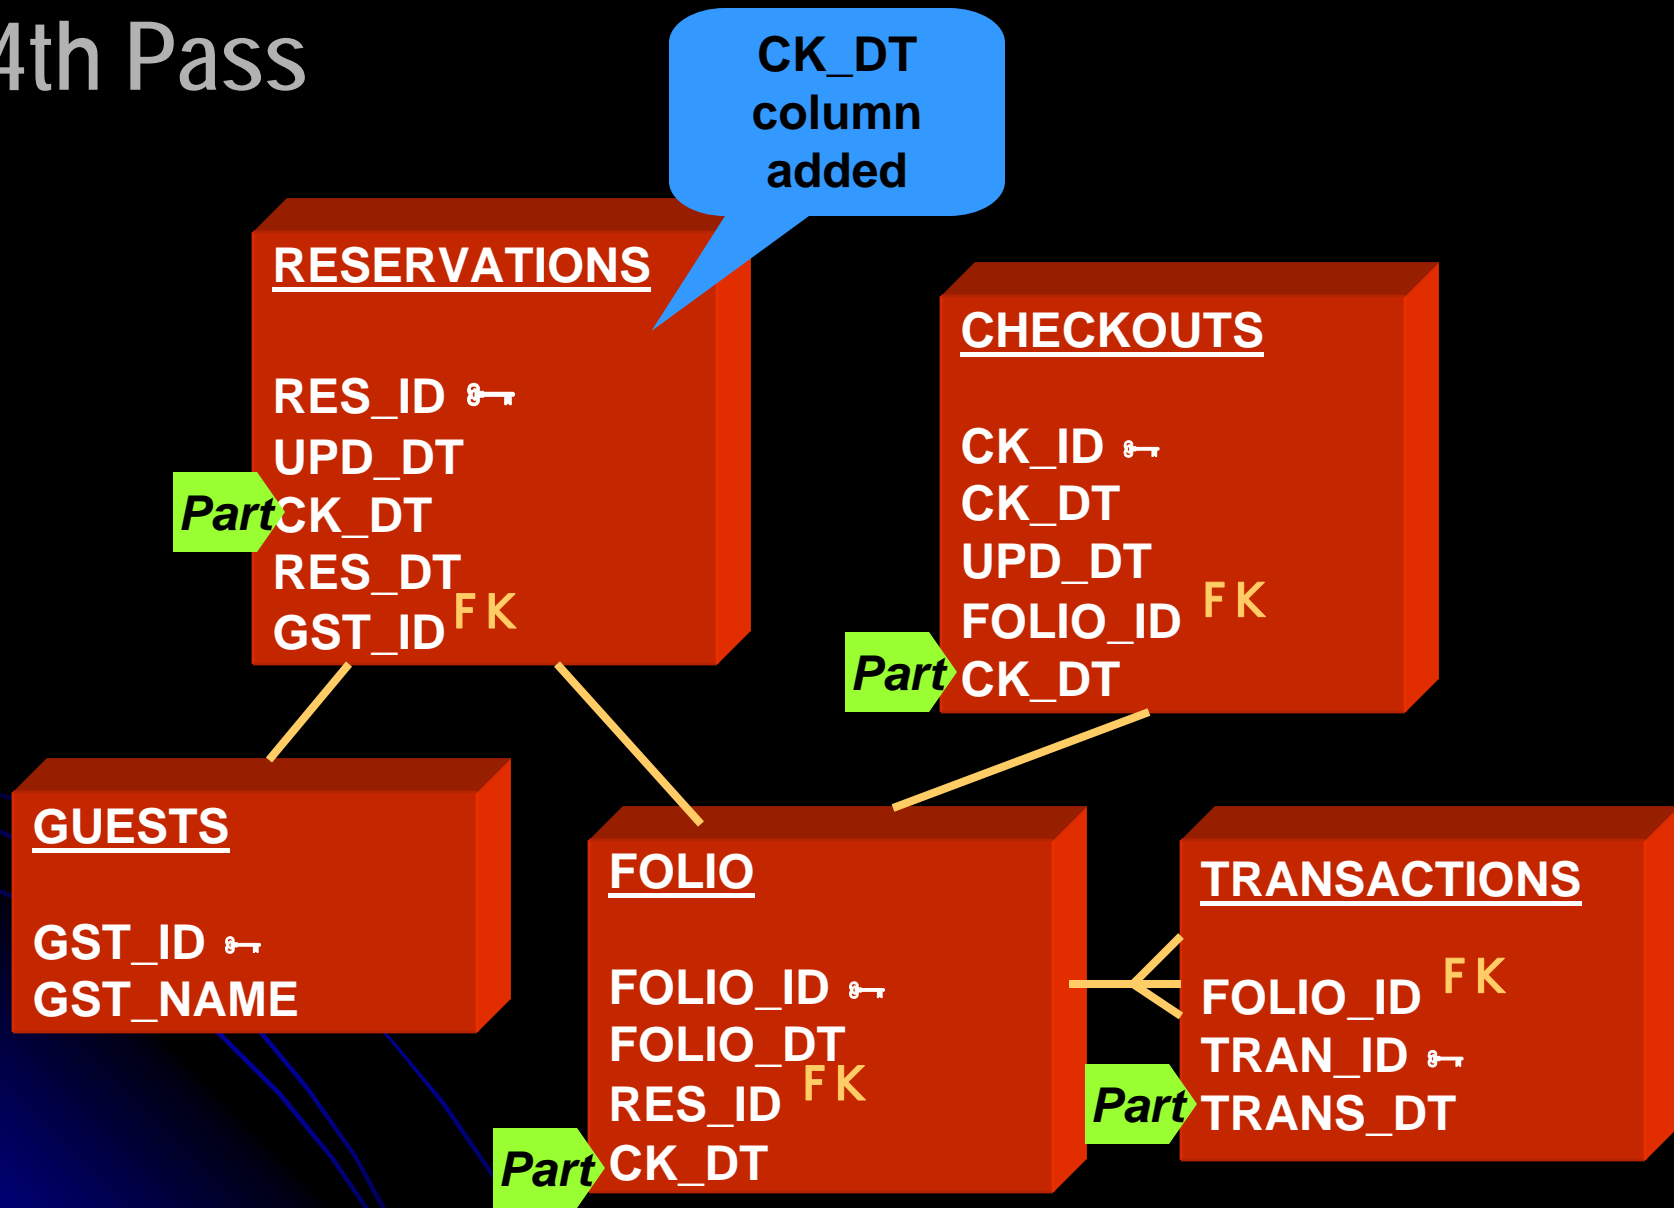 4th Pass
CK_DT
column
added
RESERVATIONS
RES_ID
UPD_DT
Part
CK_DT
RES_DT
GST_ID FK
CHECKOUTS
CK_ID
CK_DT
UPD_DT
FOLIO_ID FK
Part
CK_DT
GUESTS
GST_ID
GST_NAME
FOLIO
FOLIO_ID
FOLIO_DT
RES_ID FK
Part
CK_DT
TRANSACTIONS
FOLIO_ID FK
TRAN_ID
Part
TRANS_DT